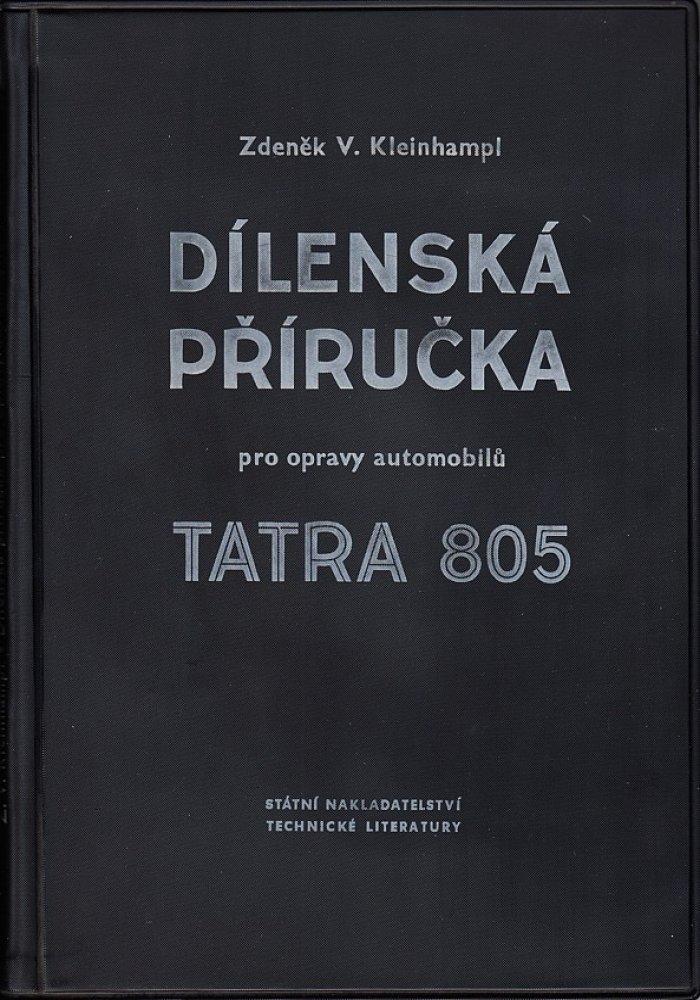 Zdeněk V. Kleinhampl
DÍLENSKÁ
PŘÍRUČKA
pro opravy automobilů
TATRA 805
STÁTNÍ NAKLADATELSTVÍ
TECHNICKÉ LITERATURY